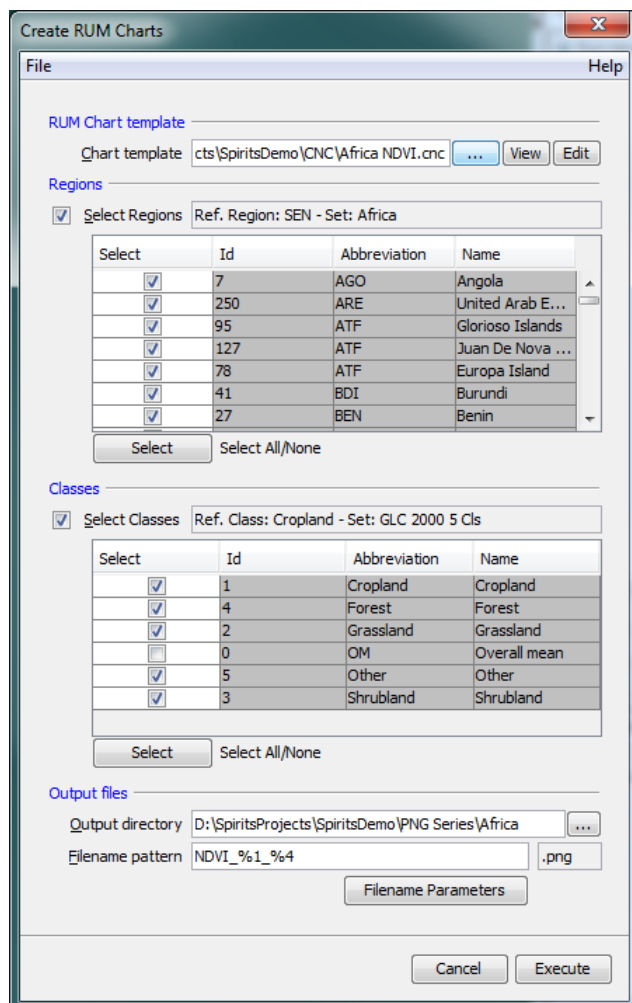 Create RUM Charts
File Help
RUM Chart template
Chart template cts\SpiritsDemo\CNC\Africa NDVI.cnc ... View Edit
Regions
Select Regions Ref. Region: SEN - Set: Africa
Select Id Abbreviation Name
7 AGO Angola
250 ARE United Arab E...
95 ATF Glorioso Islands
127 ATF Juan De Nova ...
78 ATF Europa Island
41 BDI Burundi
27 BEN Benin
Select Select All/None
Classes
Select Classes Ref. Class: Cropland - Set: GLC 2000 5 Cls
Select Id Abbreviation Name
1 Cropland Cropland
4 Forest Forest
2 Grassland Grassland
0 OM Overall mean
5 Other Other
3 Shrubland Shrubland
Select Select All/None
Output files
Output directory D:\SpiritsProjects\SpiritsDemo\PNG Series\Africa ...
Filename pattern NDVI_%1_%4 .png
Filename Parameters
Cancel Execute